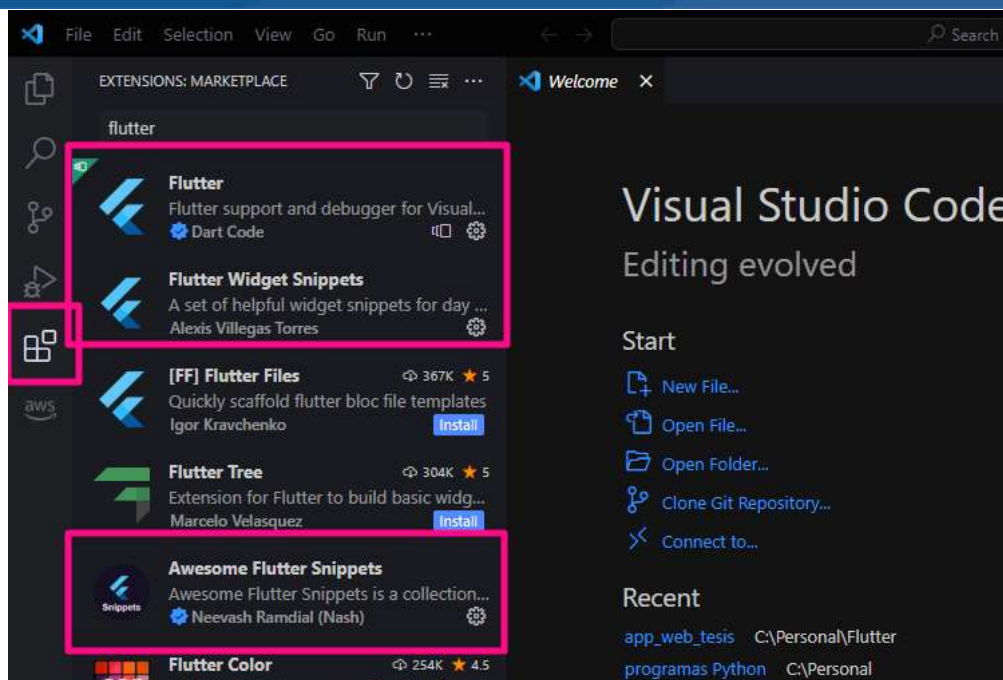 File Edit Selection View Go Run ···
Search
EXTENSIONS: MARKETPLACE
Welcome
flutter
Flutter
Flutter support and debugger for Visual...
Dart Code
Flutter Widget Snippets
A set of helpful widget snippets for day ...
Alexis Villegas Torres
[FF] Flutter Files 367K ★ 5
Quickly scaffold flutter bloc file templates
Igor Kravchenko Install
Flutter Tree 304K ★ 5
Extension for Flutter to build basic widg...
Marcelo Velasquez Install
Awesome Flutter Snippets
Awesome Flutter Snippets is a collection...
Neevash Ramdial (Nash)
Snippets
Flutter Color 254K ★ 4.5
aws
Visual Studio Code
Editing evolved
Start
New File...
Open File...
Open Folder...
Clone Git Repository...
Connect to...
Recent
app_web_tesis C:\Personal\Flutter
programas Python C:\Personal